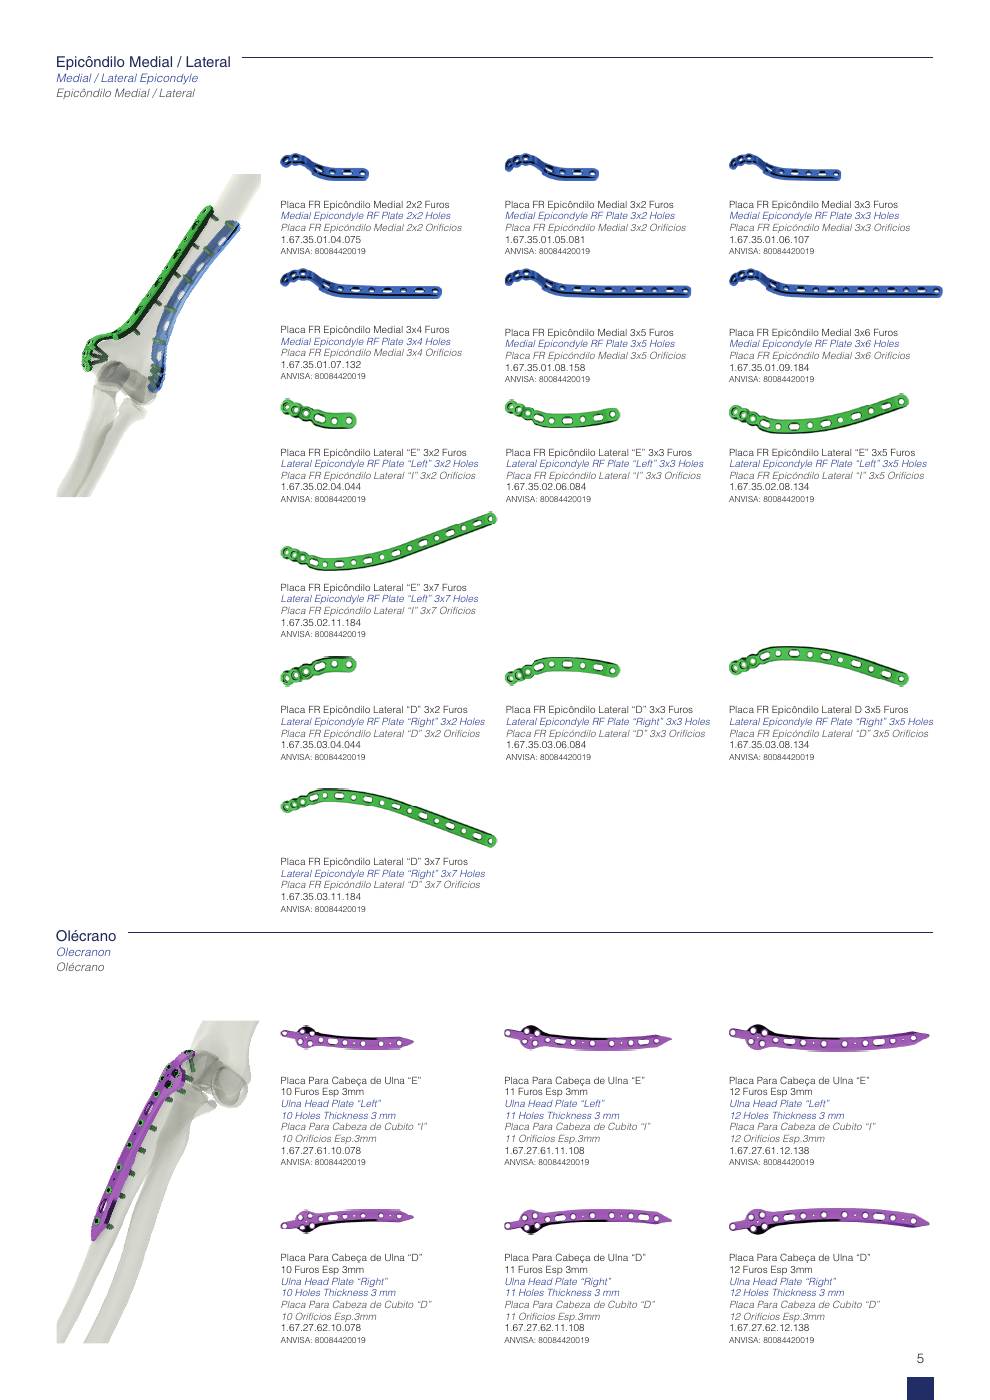 Epicôndilo Medial / Lateral
Medial / Lateral Epicondyle
Epicôndilo Medial / Lateral
Placa FR Epicôndilo Medial 2x2 Furos
Medial Epicondyle RF Plate 2x2 Holes
Placa FR Epicóndilo Medial 2x2 Orificios
1.67.35.01.04.075
ANVISA: 80084420019
Placa FR Epicôndilo Medial 3x2 Furos
Medial Epicondyle RF Plate 3x2 Holes
Placa FR Epicóndilo Medial 3x2 Orificios
1.67.35.01.05.081
ANVISA: 80084420019
Placa FR Epicôndilo Medial 3x3 Furos
Medial Epicondyle RF Plate 3x3 Holes
Placa FR Epicóndilo Medial 3x3 Orificios
1.67.35.01.06.107
ANVISA: 80084420019
Placa FR Epicôndilo Medial 3x4 Furos
Medial Epicondyle RF Plate 3x4 Holes
Placa FR Epicóndilo Medial 3x4 Orificios
1.67.35.01.07.132
ANVISA: 80084420019
Placa FR Epicôndilo Medial 3x5 Furos
Medial Epicondyle RF Plate 3x5 Holes
Placa FR Epicóndilo Medial 3x5 Orificios
1.67.35.01.08.158
ANVISA: 80084420019
Placa FR Epicôndilo Medial 3x6 Furos
Medial Epicondyle RF Plate 3x6 Holes
Placa FR Epicóndilo Medial 3x6 Orificios
1.67.35.01.09.184
ANVISA: 80084420019
Placa FR Epicôndilo Lateral “E” 3x2 Furos
Lateral Epicondyle RF Plate “Left” 3x2 Holes
Placa FR Epicóndilo Lateral “I” 3x2 Orificios
1.67.35.02.04.044
ANVISA: 80084420019
Placa FR Epicôndilo Lateral “E” 3x3 Furos
Lateral Epicondyle RF Plate “Left” 3x3 Holes
Placa FR Epicóndilo Lateral “I” 3x3 Orificios
1.67.35.02.06.084
ANVISA: 80084420019
Placa FR Epicôndilo Lateral “E” 3x5 Furos
Lateral Epicondyle RF Plate “Left” 3x5 Holes
Placa FR Epicóndilo Lateral “I” 3x5 Orificios
1.67.35.02.08.134
ANVISA: 80084420019
Placa FR Epicôndilo Lateral “E” 3x7 Furos
Lateral Epicondyle RF Plate “Left” 3x7 Holes
Placa FR Epicóndilo Lateral “I” 3x7 Orificios
1.67.35.02.11.184
ANVISA: 80084420019
Placa FR Epicôndilo Lateral “D” 3x2 Furos
Lateral Epicondyle RF Plate “Right” 3x2 Holes
Placa FR Epicóndilo Lateral “D” 3x2 Orificios
1.67.35.03.04.044
ANVISA: 80084420019
Placa FR Epicôndilo Lateral “D” 3x3 Furos
Lateral Epicondyle RF Plate “Right” 3x3 Holes
Placa FR Epicóndilo Lateral “D” 3x3 Orificios
1.67.35.03.06.084
ANVISA: 80084420019
Placa FR Epicôndilo Lateral D 3x5 Furos
Lateral Epicondyle RF Plate “Right” 3x5 Holes
Placa FR Epicóndilo Lateral “D” 3x5 Orificios
1.67.35.03.08.134
ANVISA: 80084420019
Placa FR Epicôndilo Lateral “D” 3x7 Furos
Lateral Epicondyle RF Plate “Right” 3x7 Holes
Placa FR Epicóndilo Lateral “D” 3x7 Orificios
1.67.35.03.11.184
ANVISA: 80084420019
Olécrano
Olecranon
Olécrano
Placa Para Cabeça de Ulna “E”
10 Furos Esp 3mm
Ulna Head Plate “Left”
10 Holes Thickness 3 mm
Placa Para Cabeza de Cubito “I”
10 Orificios Esp.3mm
1.67.27.61.10.078
ANVISA: 80084420019
Placa Para Cabeça de Ulna “E”
11 Furos Esp 3mm
Ulna Head Plate “Left”
11 Holes Thickness 3 mm
Placa Para Cabeza de Cubito “I”
11 Orificios Esp.3mm
1.67.27.61.11.108
ANVISA: 80084420019
Placa Para Cabeça de Ulna “E”
12 Furos Esp 3mm
Ulna Head Plate “Left”
12 Holes Thickness 3 mm
Placa Para Cabeza de Cubito “I”
12 Orificios Esp.3mm
1.67.27.61.12.138
ANVISA: 80084420019
Placa Para Cabeça de Ulna “D”
10 Furos Esp 3mm
Ulna Head Plate “Right”
10 Holes Thickness 3 mm
Placa Para Cabeza de Cubito “D”
10 Orificios Esp.3mm
1.67.27.62.10.078
ANVISA: 80084420019
Placa Para Cabeça de Ulna “D”
11 Furos Esp 3mm
Ulna Head Plate “Right”
11 Holes Thickness 3 mm
Placa Para Cabeza de Cubito “D”
11 Orificios Esp.3mm
1.67.27.62.11.108
ANVISA: 80084420019
Placa Para Cabeça de Ulna “D”
12 Furos Esp 3mm
Ulna Head Plate “Right”
12 Holes Thickness 3 mm
Placa Para Cabeza de Cubito “D”
12 Orificios Esp.3mm
1.67.27.62.12.138
ANVISA: 80084420019
5